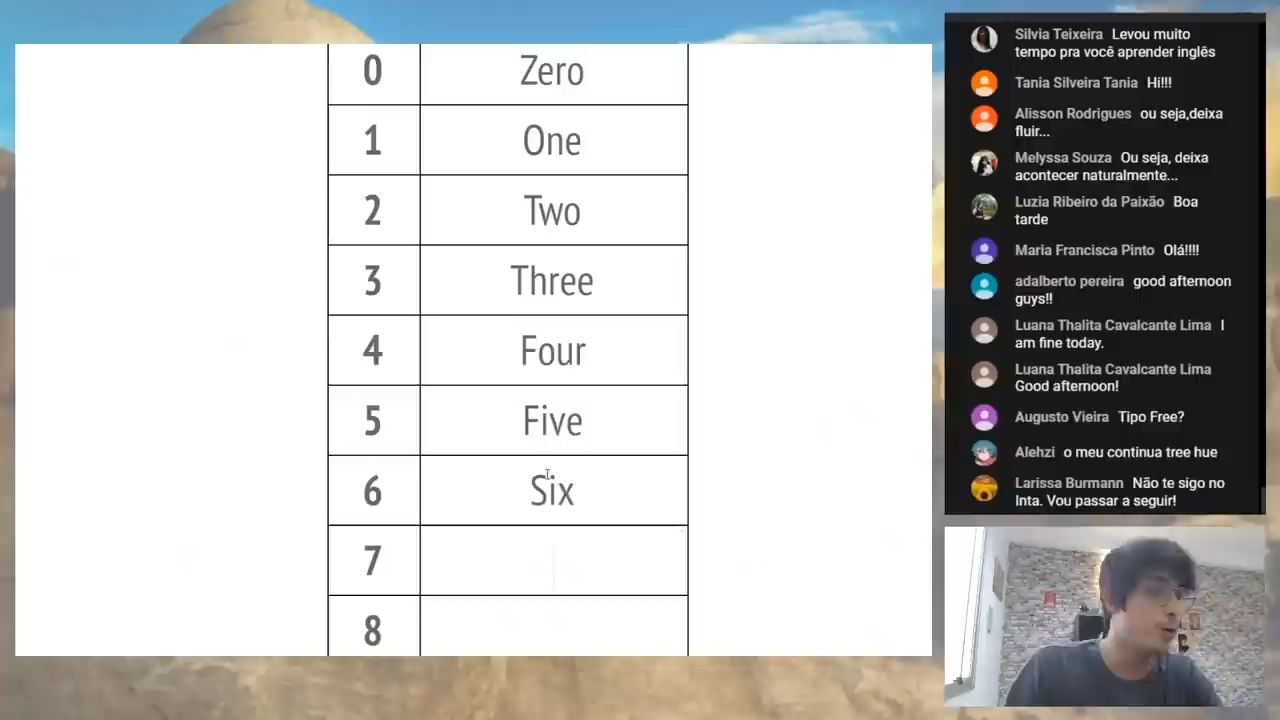 0 Zero
1 One
2 Two
3 Three
4 Four
5 Five
6 Six
7
8
Silvia Teixeira Levou muito
tempo pra você aprender inglês
Tania Silveira Tania Hi!!!
Alisson Rodrigues ou seja,deixa
fluir...
Melyssa Souza Ou seja, deixa
acontecer naturalmente...
Luzia Ribeiro da Paixão Boa
tarde
Maria Francisca Pinto Olá!!!!
adalberto pereira good afternoon
guys!!
Luana Thalita Cavalcante Lima I
am fine today.
Luana Thalita Cavalcante Lima
Good afternoon!
Augusto Vieira Tipo Free?
Alehzi o meu continua tree hue
Larissa Burmann Não te sigo no
Inta. Vou passar a seguir!